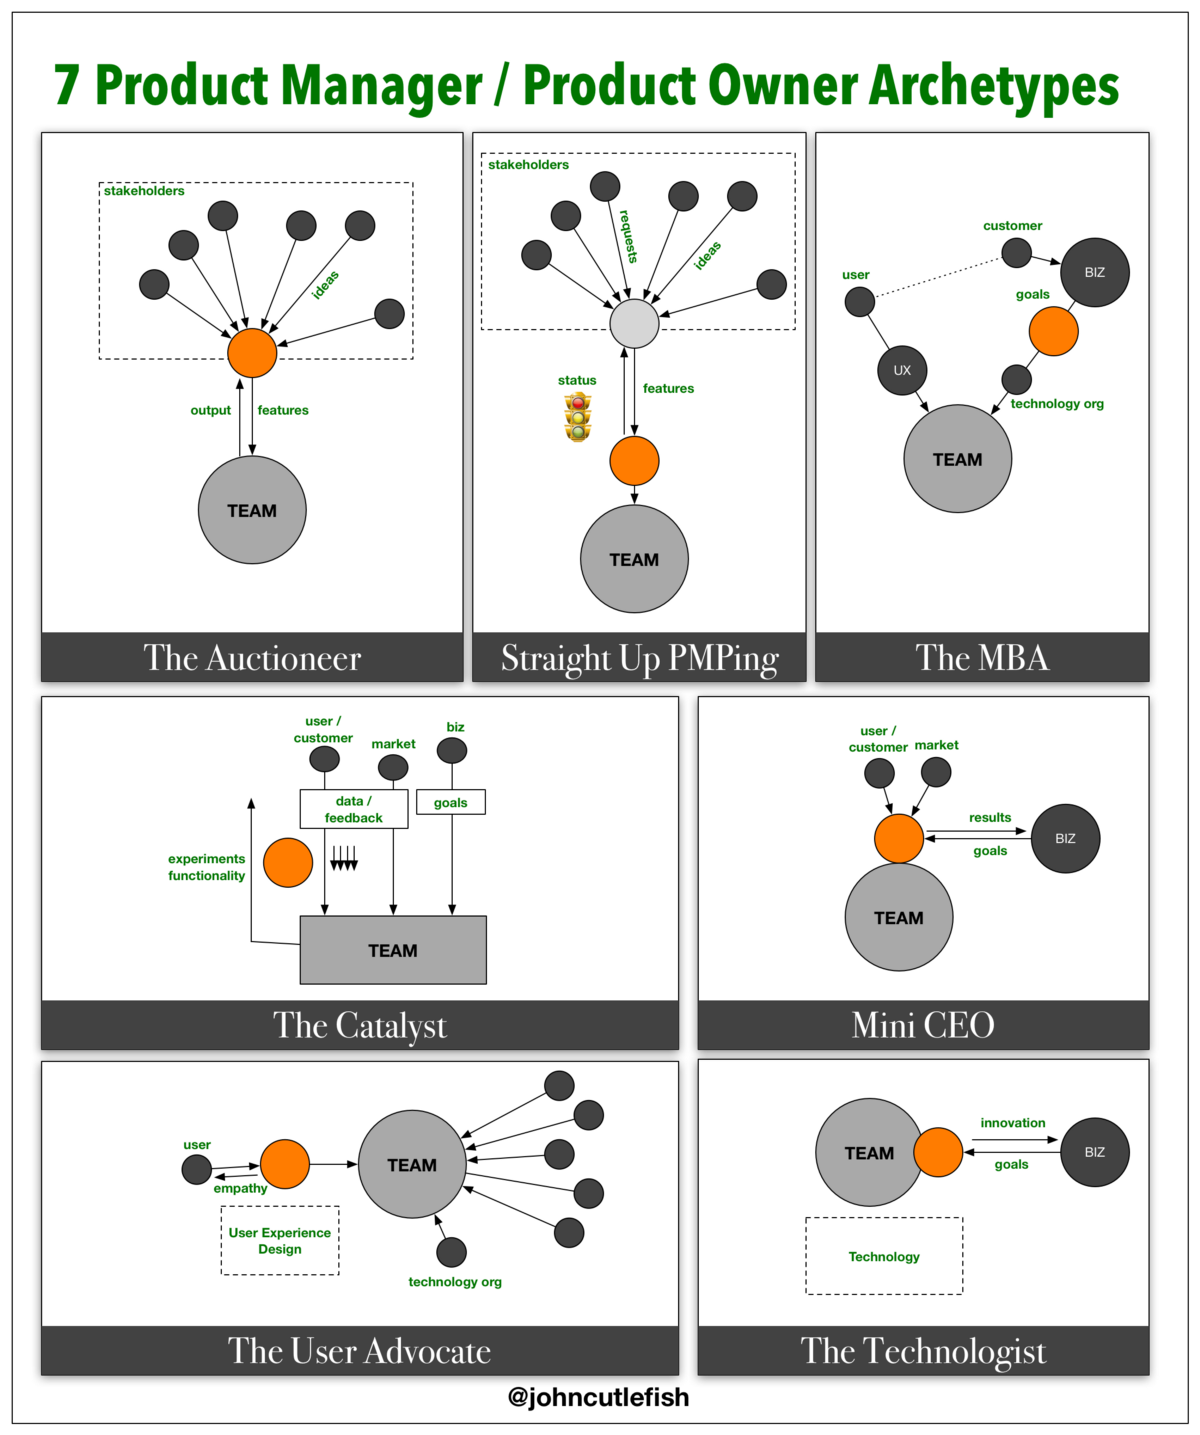 7 Product Manager / Product Owner Archetypes
stakeholders
ideas
output
features
TEAM
The Auctioneer
stakeholders
requests
ideas
status
features
TEAM
Straight Up PMPing
customer
BIZ
user
goals
UX
technology org
TEAM
The MBA
user /
customer
market
biz
data /
feedback
goals
experiments
functionality
TEAM
The Catalyst
user /
customer
market
results
goals
BIZ
TEAM
Mini CEO
user
empathy
TEAM
User Experience
Design
technology org
The User Advocate
TEAM
innovation
goals
BIZ
Technology
The Technologist
@johncutlefish